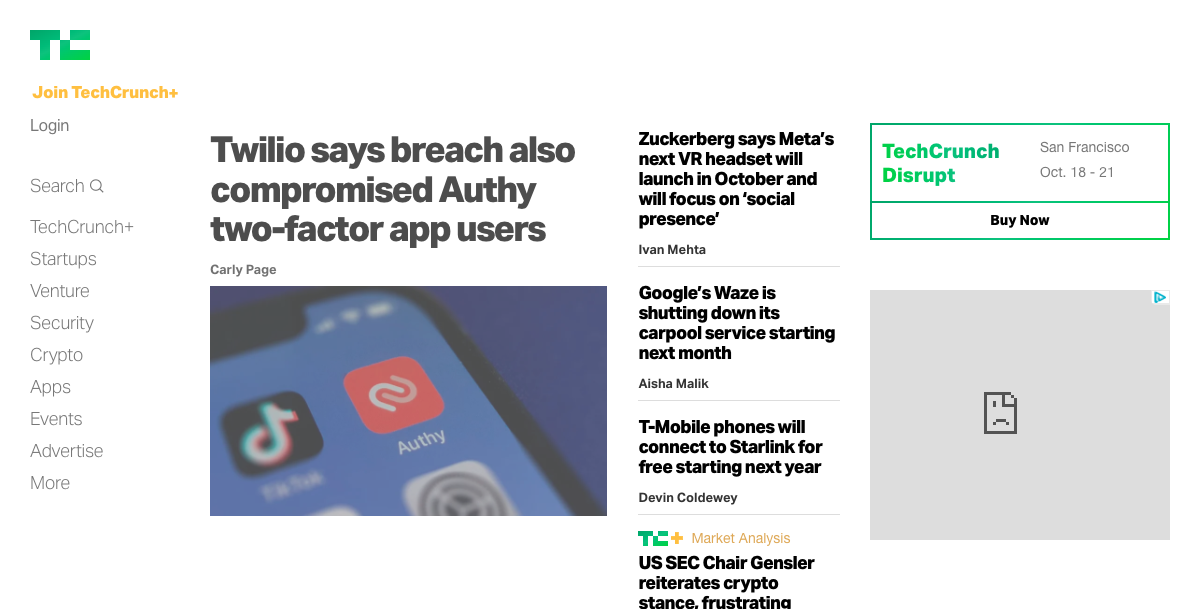 TC
Join TechCrunch+
Login
Search
TechCrunch+
Startups
Venture
Security
Crypto
Apps
Events
Advertise
More
Twilio says breach also
compromised Authy
two-factor app users
Carly Page
TikTok
Authy
Zuckerberg says Meta’s
next VR headset will
launch in October and
will focus on ‘social
presence’
Ivan Mehta
Google’s Waze is
shutting down its
carpool service starting
next month
Aisha Malik
T-Mobile phones will
connect to Starlink for
free starting next year
Devin Coldewey
TC+ Market Analysis
US SEC Chair Gensler
reiterates crypto
stance, frustrating
TechCrunch
Disrupt
San Francisco
Oct. 18 - 21
Buy Now